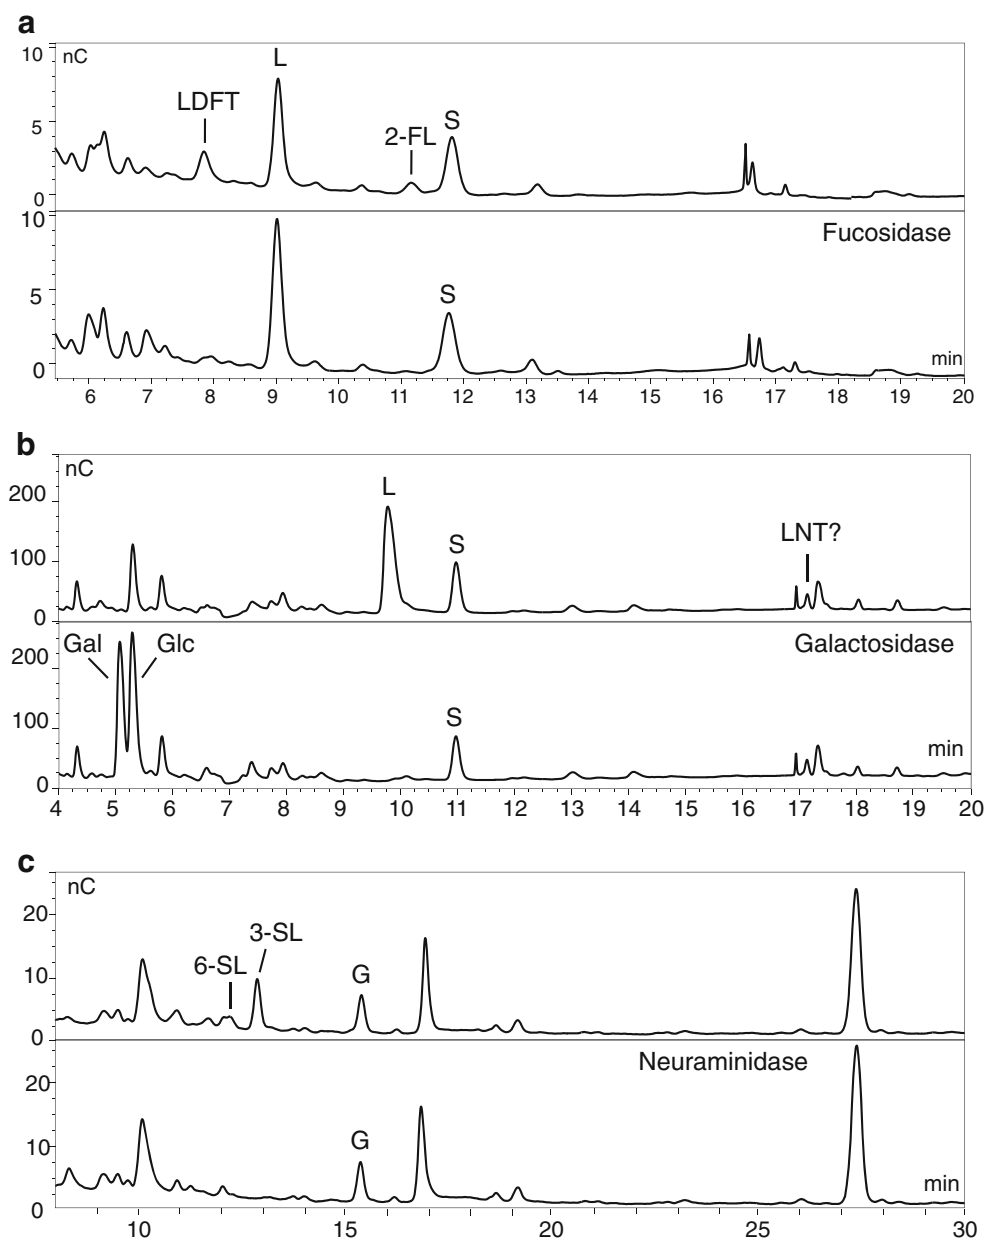 a
10
nC
L
LDFT
5
2-FL
S
0
10
Fucosidase
5
S
0
min
6 7 8 9 10 11 12 13 14 15 16 17 18 19 20
b
nC
200
L
LNT?
S
100
0
Gal
Glc
Galactosidase
200
S
100
min
0
4 5 6 7 8 9 10 11 12 13 14 15 16 17 18 19 20
c
nC
20
3-SL
6-SL
G
10
0
Neuraminidase
20
G
10
min
0
10 15 20 25 30